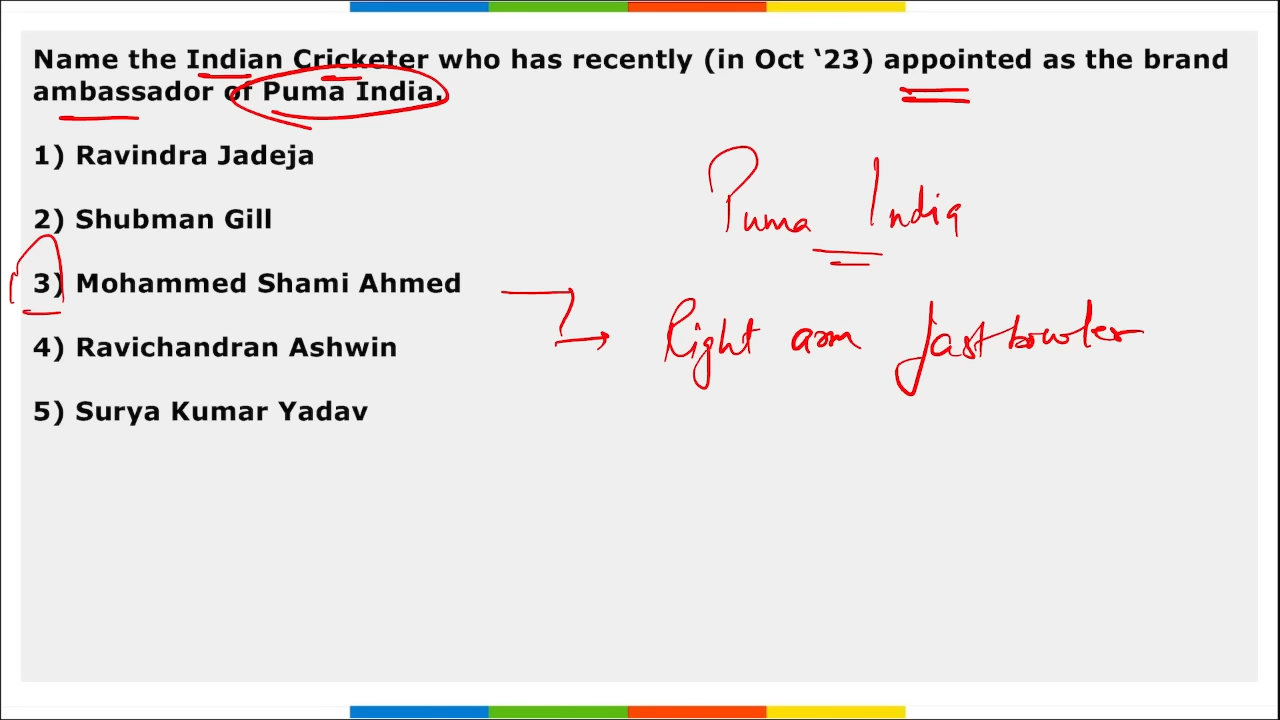 Name the Indian Cricketer who has recently (in Oct ‘23) appointed as the brand
ambassador of Puma India.
1) Ravindra Jadeja
2) Shubman Gill
Puma India
3) Mohammed Shami Ahmed
Right arm fast bowler
4) Ravichandran Ashwin
5) Surya Kumar Yadav